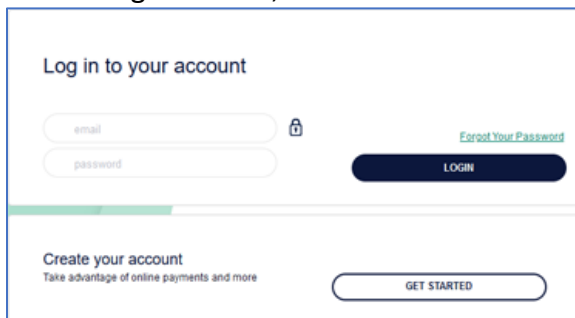 Log in to your account
email
Forgot Your Password
password
LOGIN
Create your account
Take advantage of online payments and more
GET STARTED